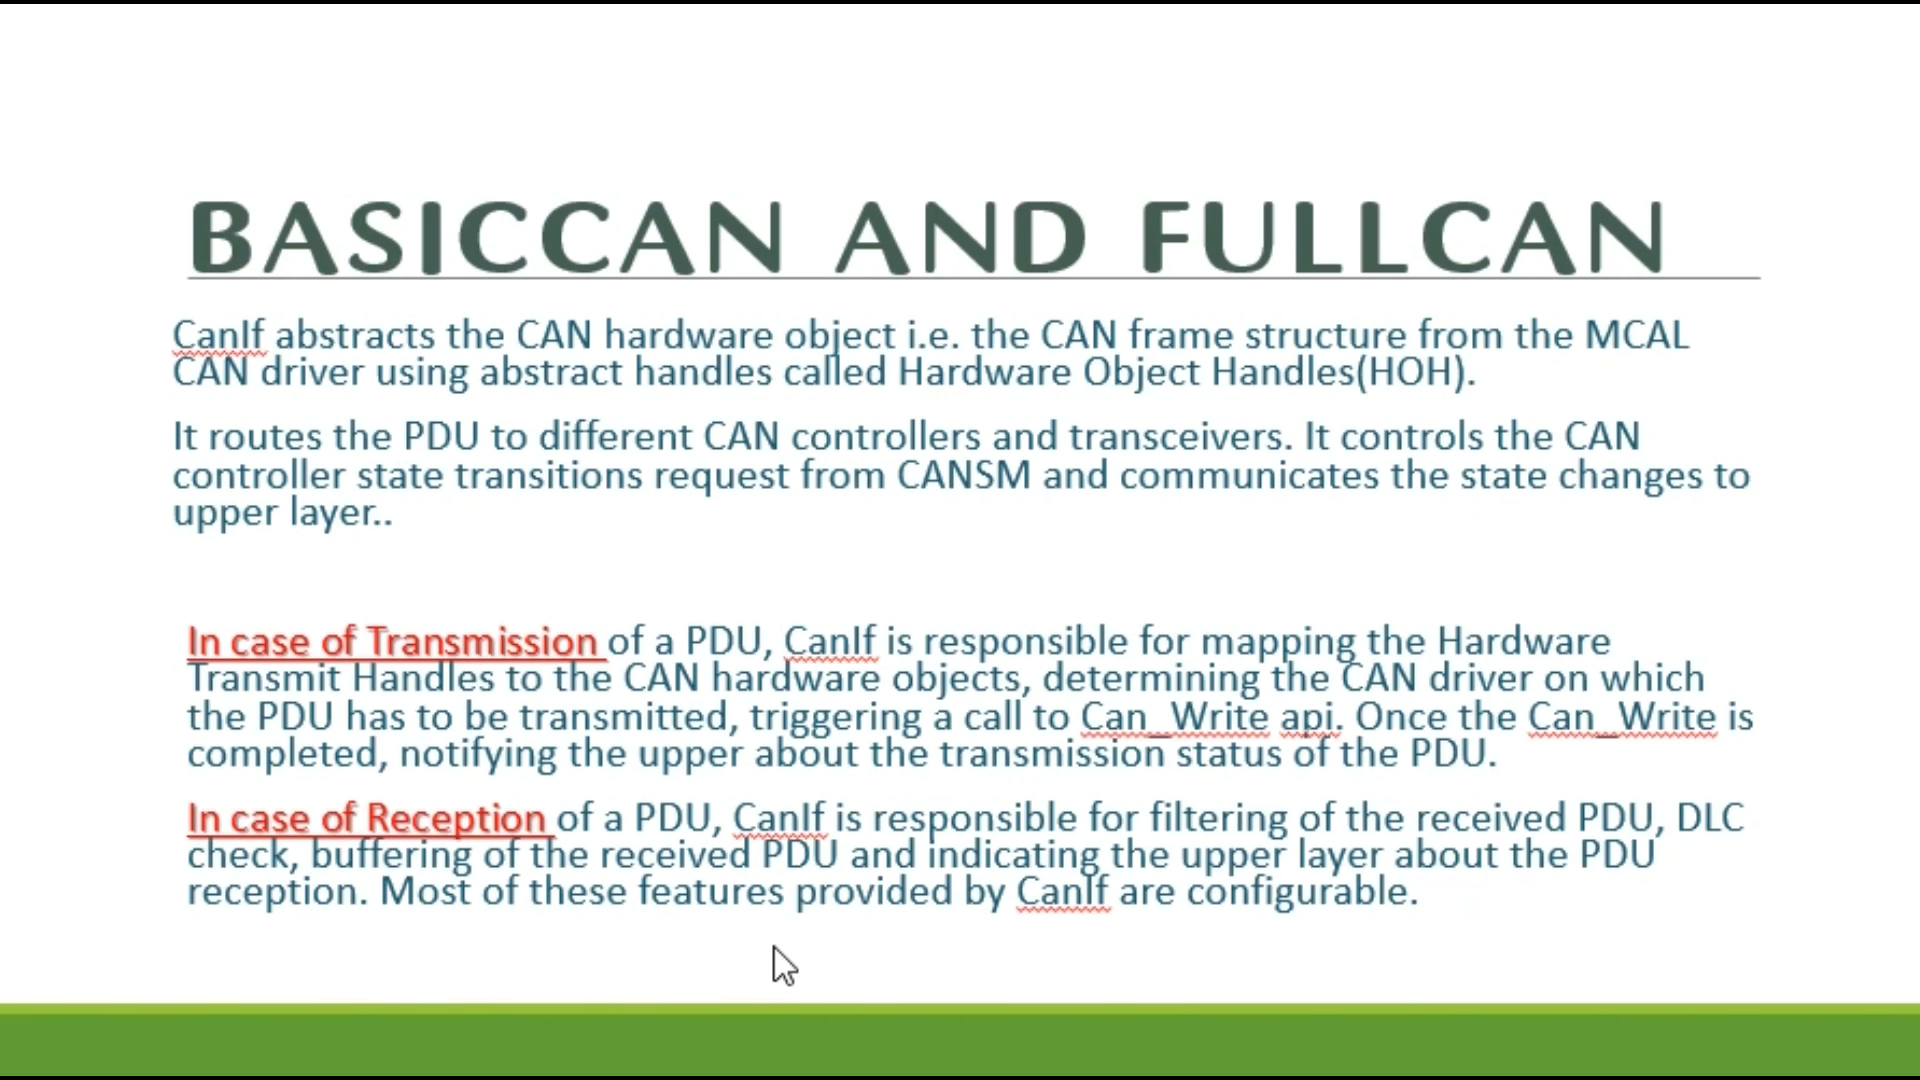 BASICCAN AND FULLCAN
CanIf abstracts the CAN hardware object i.e. the CAN frame structure from the MCAL
CAN driver using abstract handles called Hardware Object Handles(HOH).
It routes the PDU to different CAN controllers and transceivers. It controls the CAN
controller state transitions request from CANSM and communicates the state changes to
upper layer..
In case of Transmission of a PDU, CanIf is responsible for mapping the Hardware
Transmit Handles to the CAN hardware objects, determining the CAN driver on which
the PDU has to be transmitted, triggering a call to Can_Write api. Once the Can_Write is
completed, notifying the upper about the transmission status of the PDU.
In case of Reception of a PDU, CanIf is responsible for filtering of the received PDU, DLC
check, buffering of the received PDU and indicating the upper layer about the PDU
reception. Most of these features provided by CanIf are configurable.